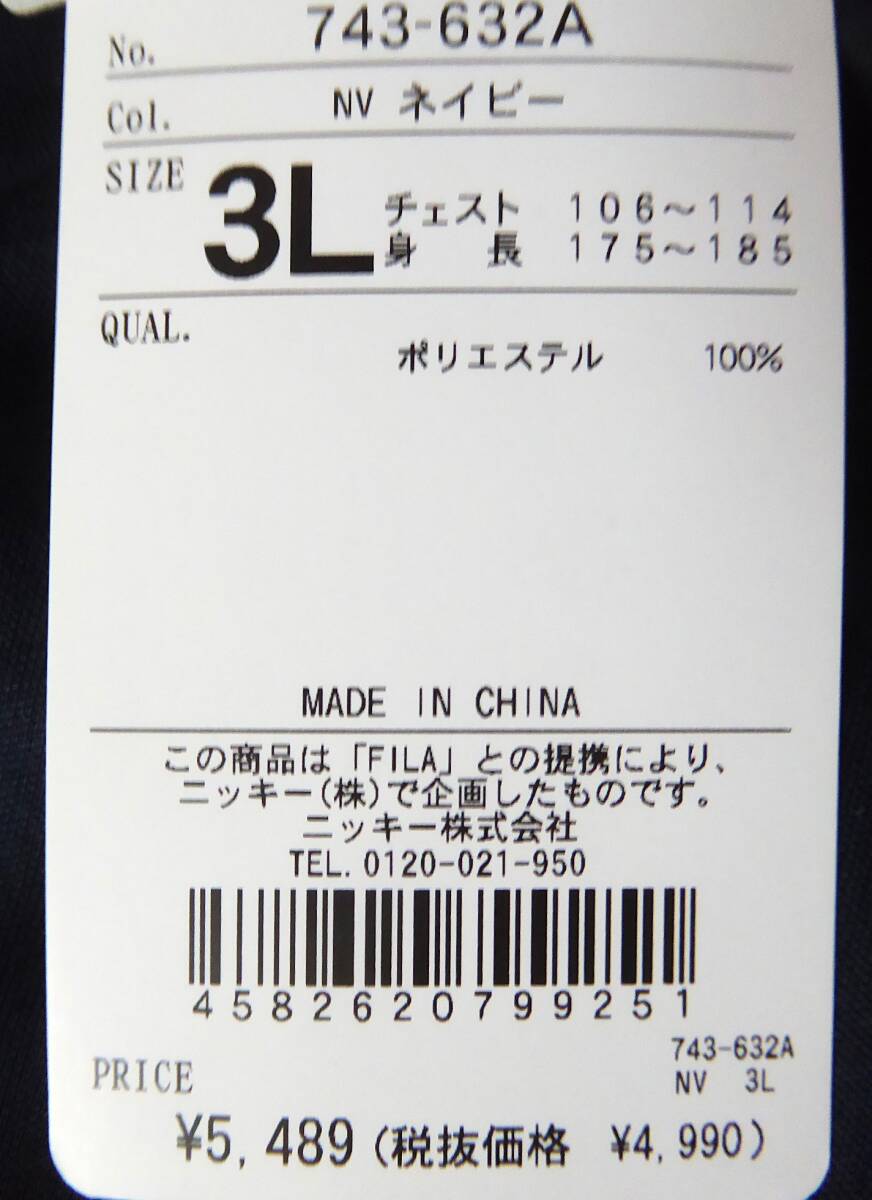 No. 743-632A
Col. NV ネイビー
SIZE 3L チェスト 106～114
身長 175～185
QUAL.
ポリエステル 100%
MADE IN CHINA
この商品は「FILA」との提携により、
ニッキー(株)で企画したものです。
ニッキー株式会社
TEL.0120-021-950
4582620799251
743-632A
PRICE NV 3L
¥5,489(税抜価格 ¥4,990)